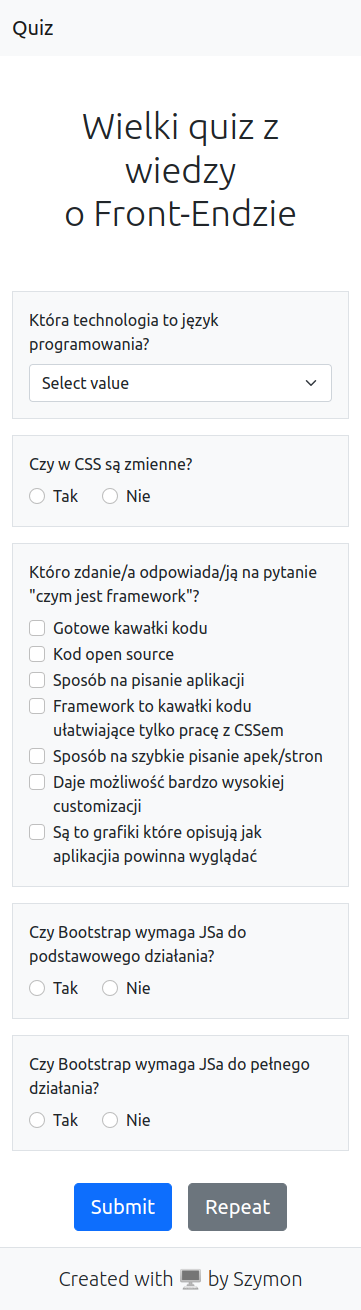 Quiz
Wielki quiz z
wiedzy
o Front-Endzie
Która technologia to język
programowania?
Select value
Czy w CSS są zmienne?
Tak Nie
Któro zdanie/a odpowiada/ją na pytanie
"czym jest framework"?
Gotowe kawałki kodu
Kod open source
Sposób na pisanie aplikacji
Framework to kawałki kodu
ułatwiające tylko pracę z CSSem
Sposób na szybkie pisanie apek/stron
Daje możliwość bardzo wysokiej
customizacji
Są to grafiki które opisują jak
aplikacjia powinna wyglądać
Czy Bootstrap wymaga JSa do
podstawowego działania?
Tak Nie
Czy Bootstrap wymaga JSa do pełnego
działania?
Tak Nie
Submit Repeat
Created with 🖥️ by Szymon